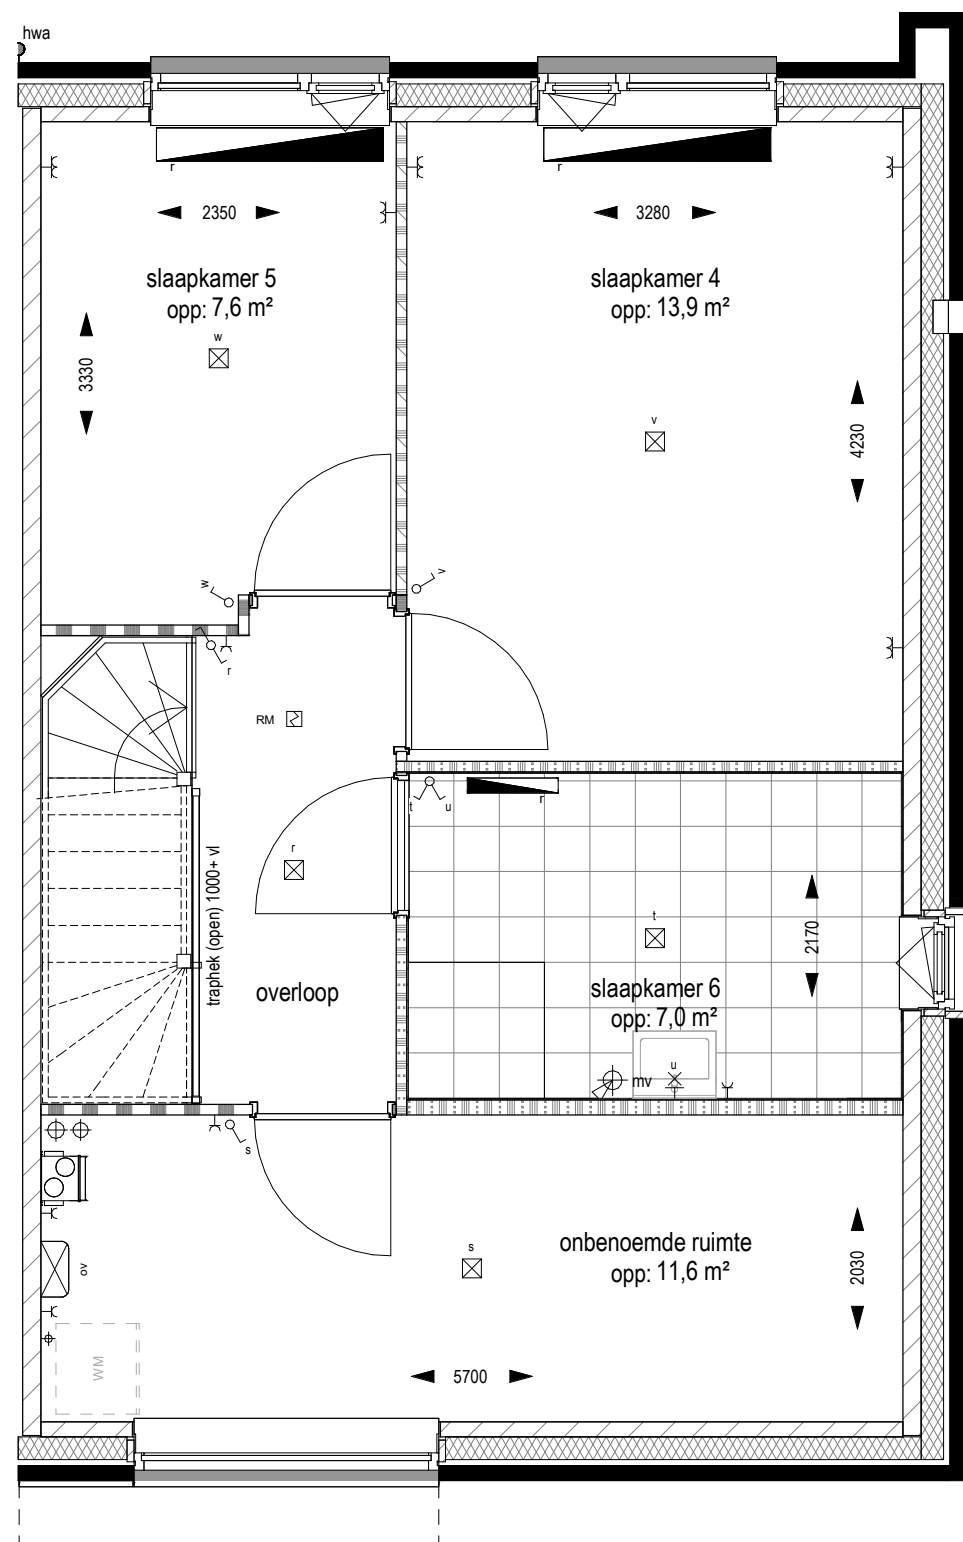 hwa
r
r
2350
3280
slaapkamer 5
opp: 7,6 m²
slaapkamer 4
opp: 13,9 m²
w
3330
v
4230
w
v
r
RM
t
u
r
r
traphek (open) 1000+ vl
t
2170
overloop
slaapkamer 6
opp: 7,0 m²
u
mv
s
onbenoemde ruimte
opp: 11,6 m²
s
2030
ov
WM
5700